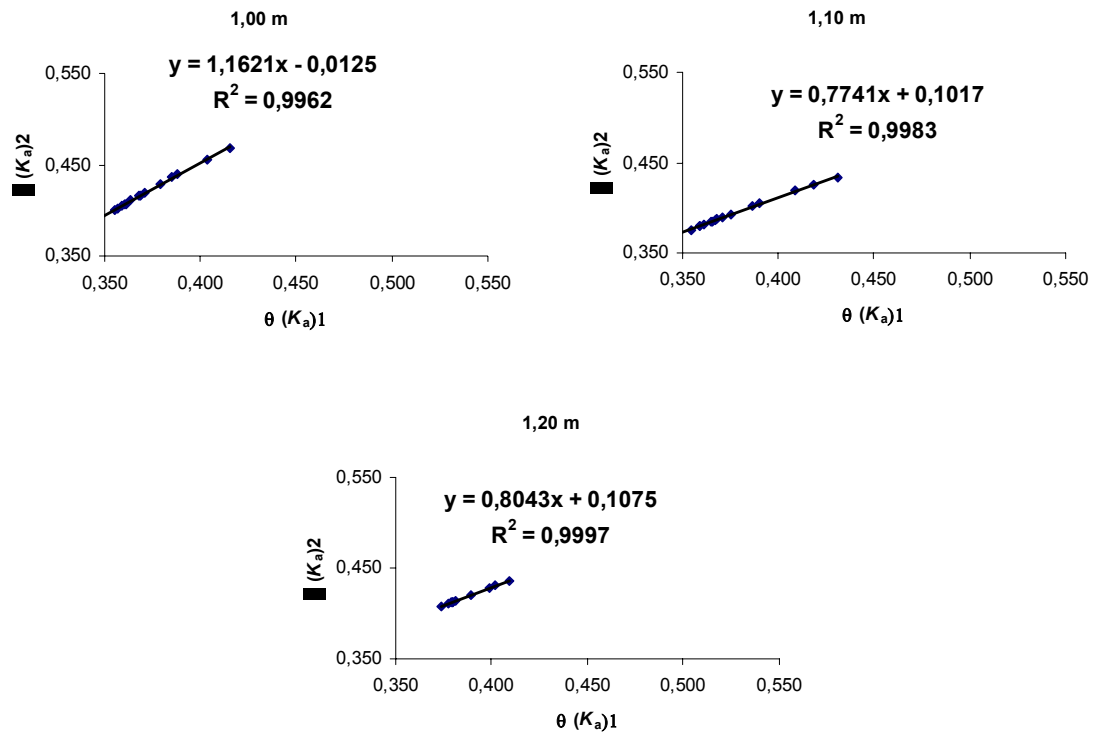 1,00 m
y = 1,1621x - 0,0125
R² = 0,9962
0,550
0,450
0,350
0,350 0,400 0,450 0,500 0,550
(Ka)2
θ (Ka)1
1,10 m
y = 0,7741x + 0,1017
R² = 0,9983
0,550
0,450
0,350
0,350 0,400 0,450 0,500 0,550
(Ka)2
θ (Ka)1
1,20 m
y = 0,8043x + 0,1075
R² = 0,9997
0,550
0,450
0,350
0,350 0,400 0,450 0,500 0,550
(Ka)2
θ (Ka)1